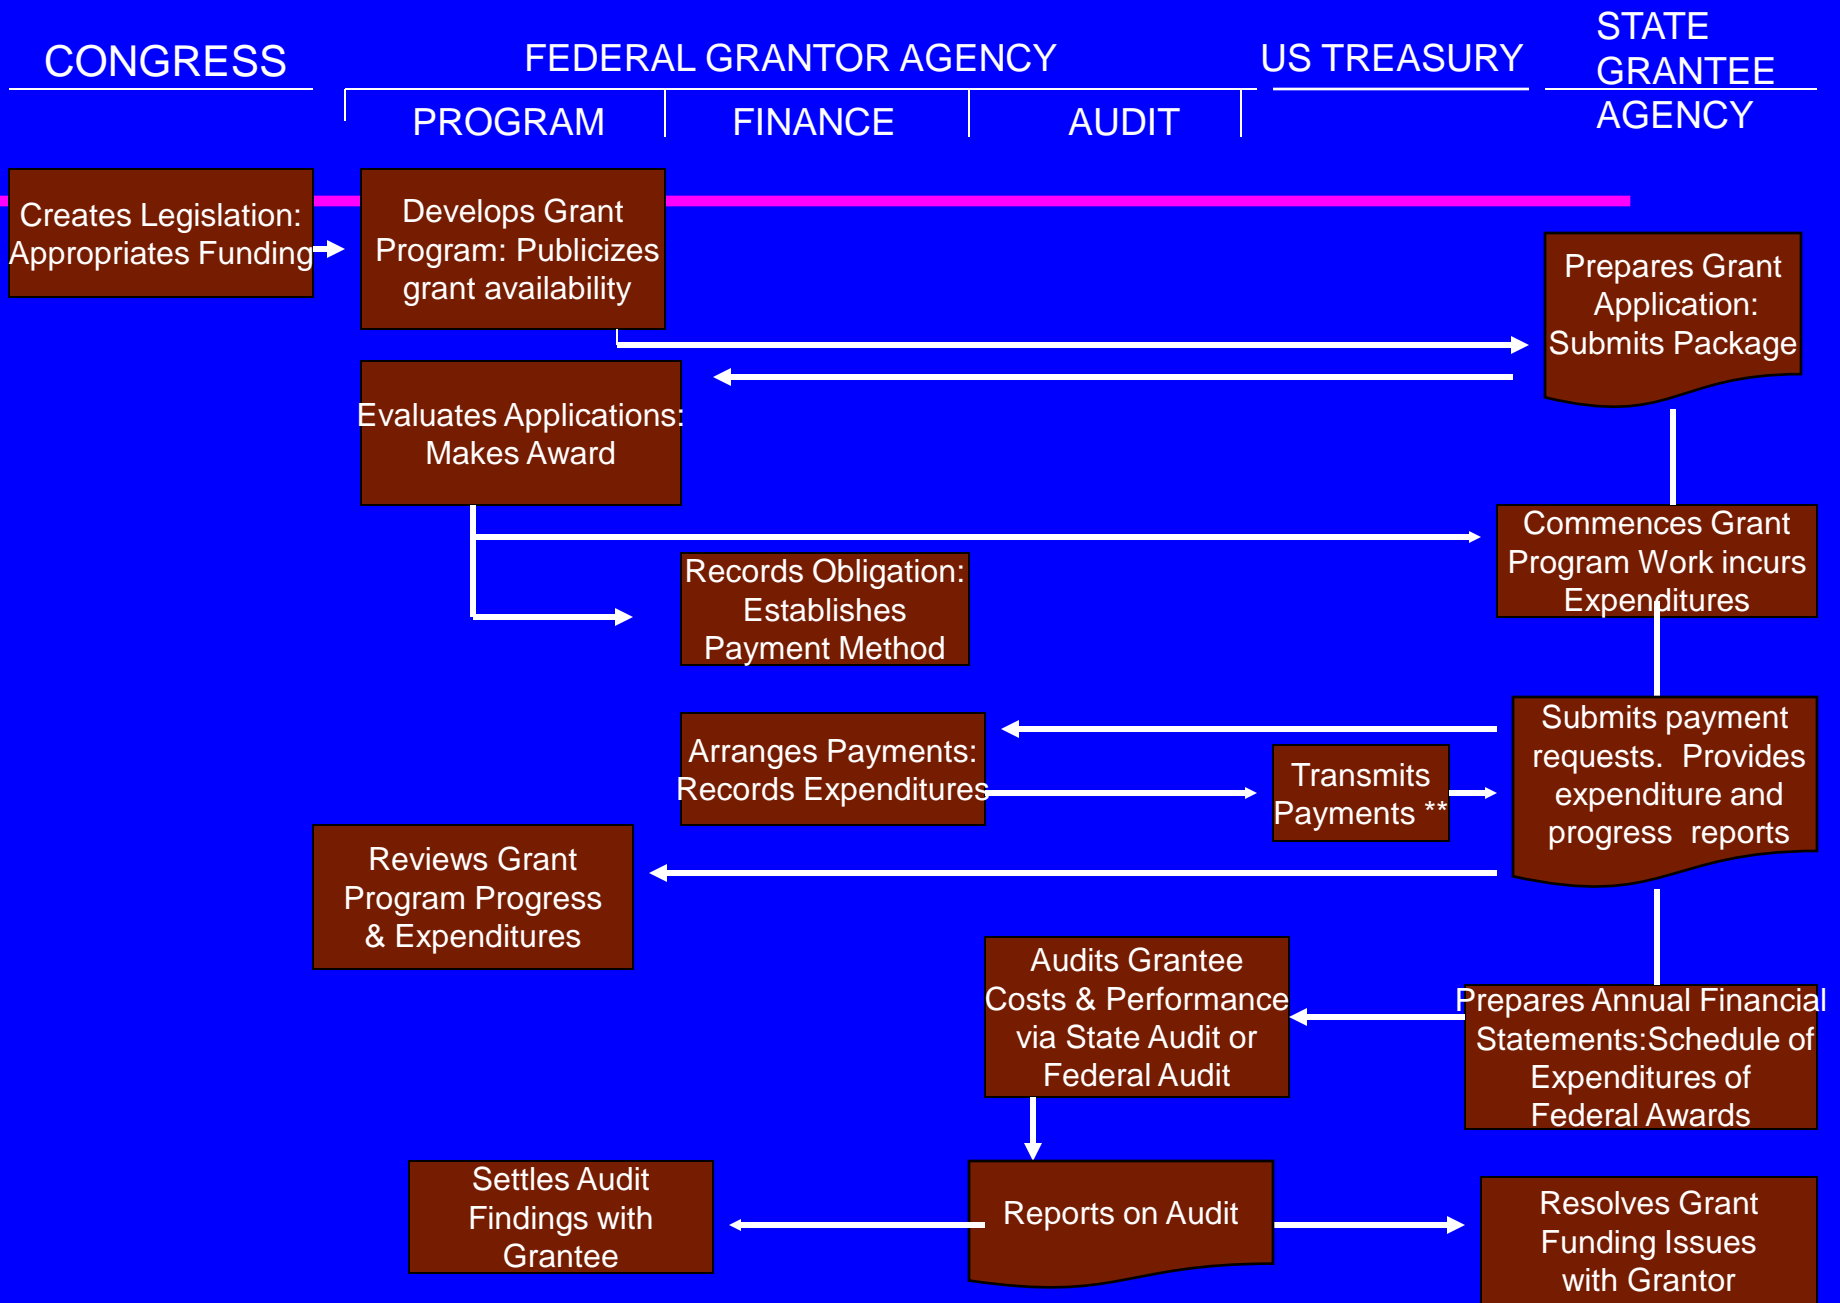 CONGRESS
FEDERAL GRANTOR AGENCY
US TREASURY
STATE
GRANTEE
AGENCY
PROGRAM
FINANCE
AUDIT
Creates Legislation:
Appropriates Funding
Develops Grant
Program: Publicizes
grant availability
Prepares Grant
Application:
Submits Package
Evaluates Applications:
Makes Award
Commences Grant
Program Work incurs
Expenditures
Records Obligation:
Establishes
Payment Method
Submits payment
requests.  Provides
expenditure and
progress  reports
Arranges Payments:
Records Expenditures
Transmits
Payments **
Reviews Grant
Program Progress
& Expenditures
Audits Grantee
Costs & Performance
via State Audit or
Federal Audit
Prepares Annual Financial
Statements:Schedule of
Expenditures of
Federal Awards
Settles Audit
Findings with
Grantee
Reports on Audit
Resolves Grant
Funding Issues
with Grantor